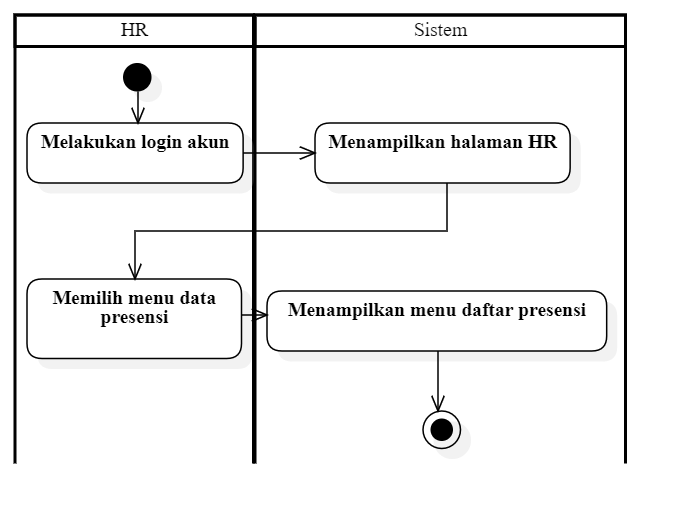 HR
Sistem
Melakukan login akun
Menampilkan halaman HR
Memilih menu data
presensi
Menampilkan menu daftar presensi